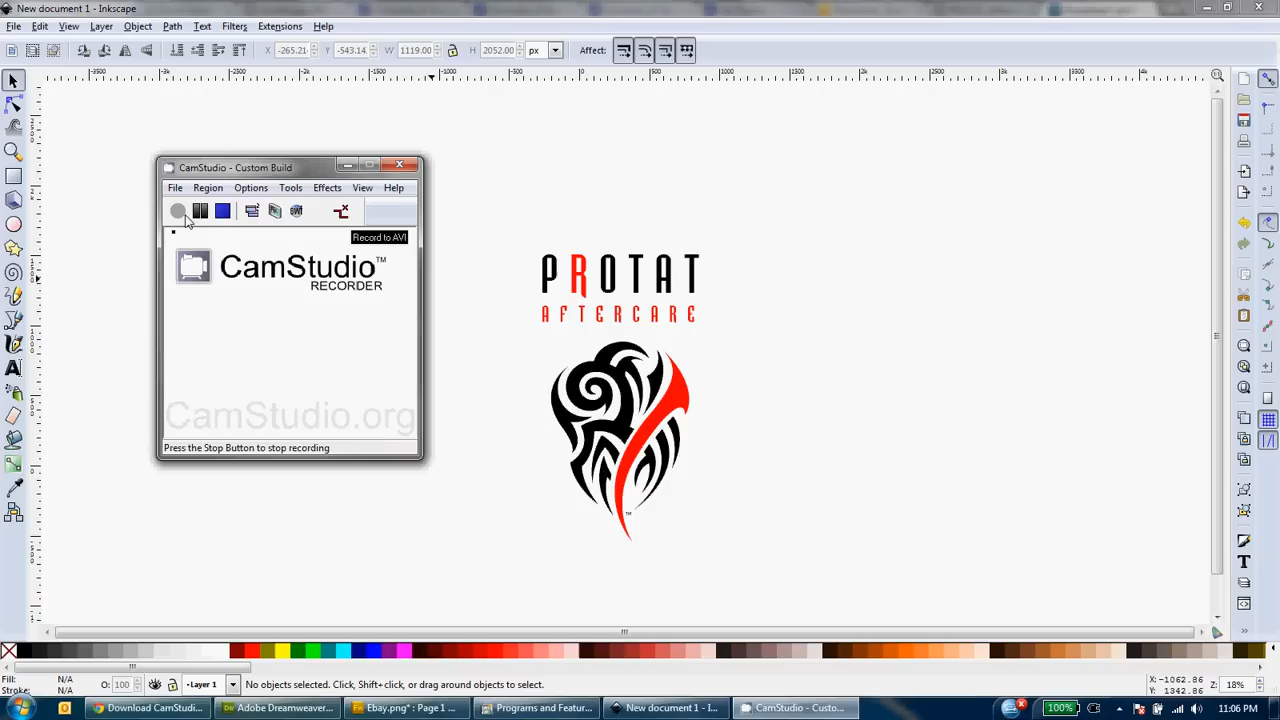 New document 1 - Inkscape
File Edit View Layer Object Path Text Filters Extensions Help
X -265.21 Y -543.14 W 1119.00 H 2052.00 px Affect:
CamStudio - Custom Build
File Region Options Tools Effects View Help
Record to AVI
CamStudio™
RECORDER
CamStudio.org
Press the Stop Button to stop recording
PROTAT
AFTERCARE
™
Fill: N/A
Stroke: N/A
O: 100
Layer 1
No objects selected. Click, Shift+click, or drag around objects to select.
X: -1062.86
Y: 1342.86
Z: 18%
Download CamStudi... Adobe Dreamweaver... Ebay.png* : Page 1 ... Programs and Featur... New document 1 - I... CamStudio - Custo... 100% 11:06 PM